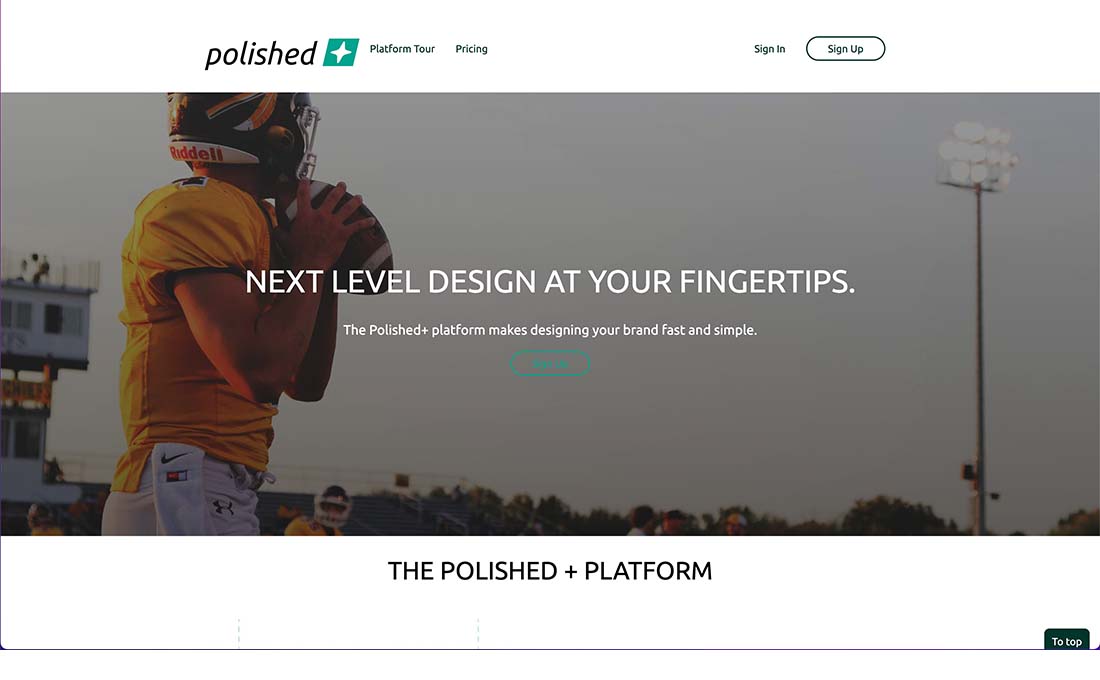 polished
Platform Tour
Pricing
Sign In
Sign Up
Riddell
NEXT LEVEL DESIGN AT YOUR FINGERTIPS.
The Polished+ platform makes designing your brand fast and simple.
Sign Up
CHIEFS
THE POLISHED + PLATFORM
To top